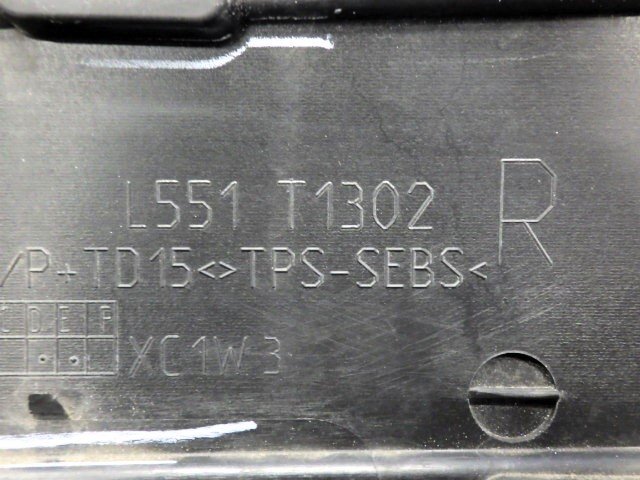 L551 T1302 R
/P+TD15<>TPS-SEBS<
C D E F
XC1W3